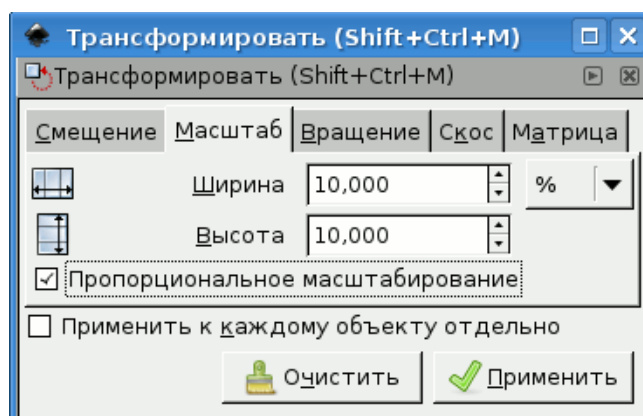 Трансформировать (Shift+Ctrl+M)
Трансформировать (Shift+Ctrl+M)
Смещение Масштаб Вращение Скос Матрица
Ширина 10,000 %
Высота 10,000
Пропорциональное масштабирование
Применить к каждому объекту отдельно
Очистить Применить